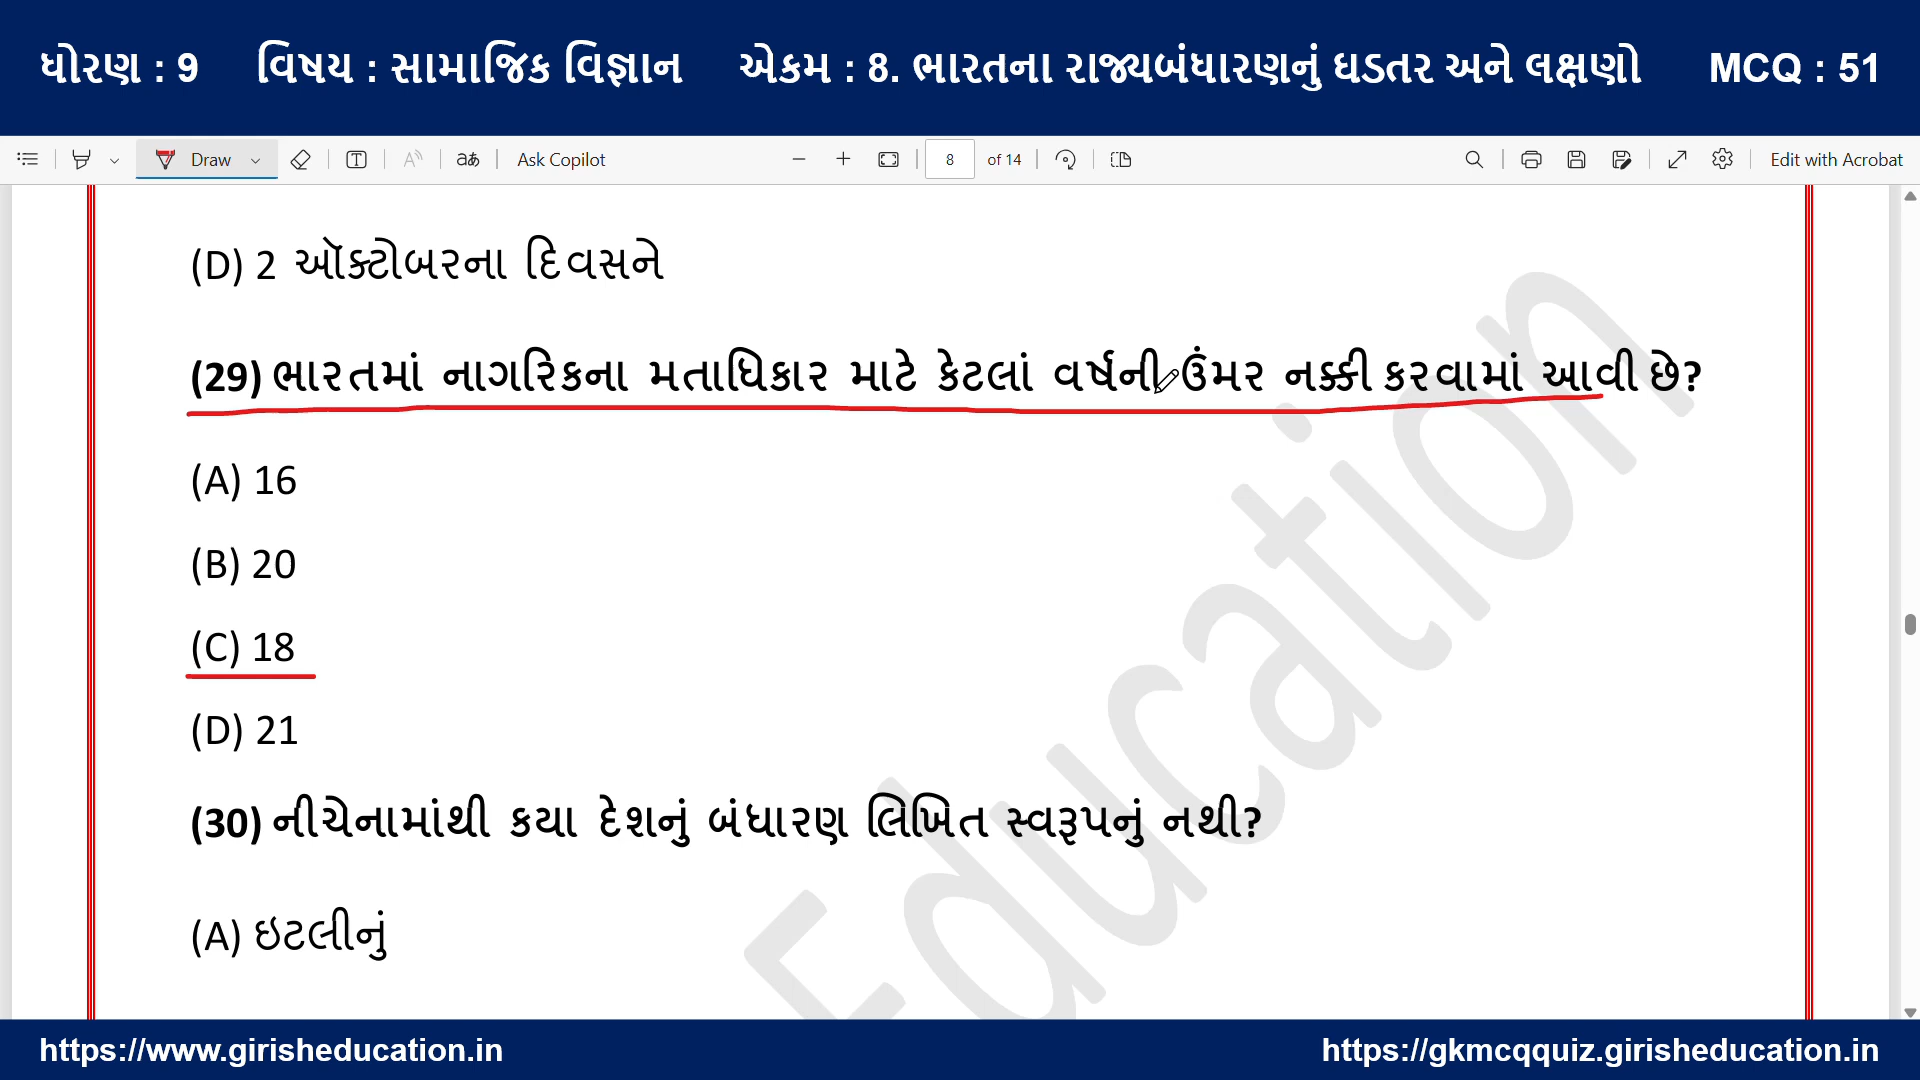 ધોરણ : 9 વિષય : સામાજિક વિજ્ઞાન એકમ : 8. ભારતના રાજ્યબંધારણનું ઘડતર અને લક્ષણો MCQ : 51
Draw Ask Copilot 8 of 14 Edit with Acrobat
(D) 2 ઑક્ટોબરના દિવસને
(29) ભારતમાં નાગરિકના મતાધિકાર માટે કેટલાં વર્ષની ઉંમર નક્કી કરવામાં આવી છે?
(A) 16
(B) 20
(C) 18
(D) 21
(30) નીચેનામાંથી કયા દેશનું બંધારણ લિખિત સ્વરૂપનું નથી?
(A) ઇટલીનું
Education
https://www.girisheducation.in https://gkmcqquiz.girisheducation.in